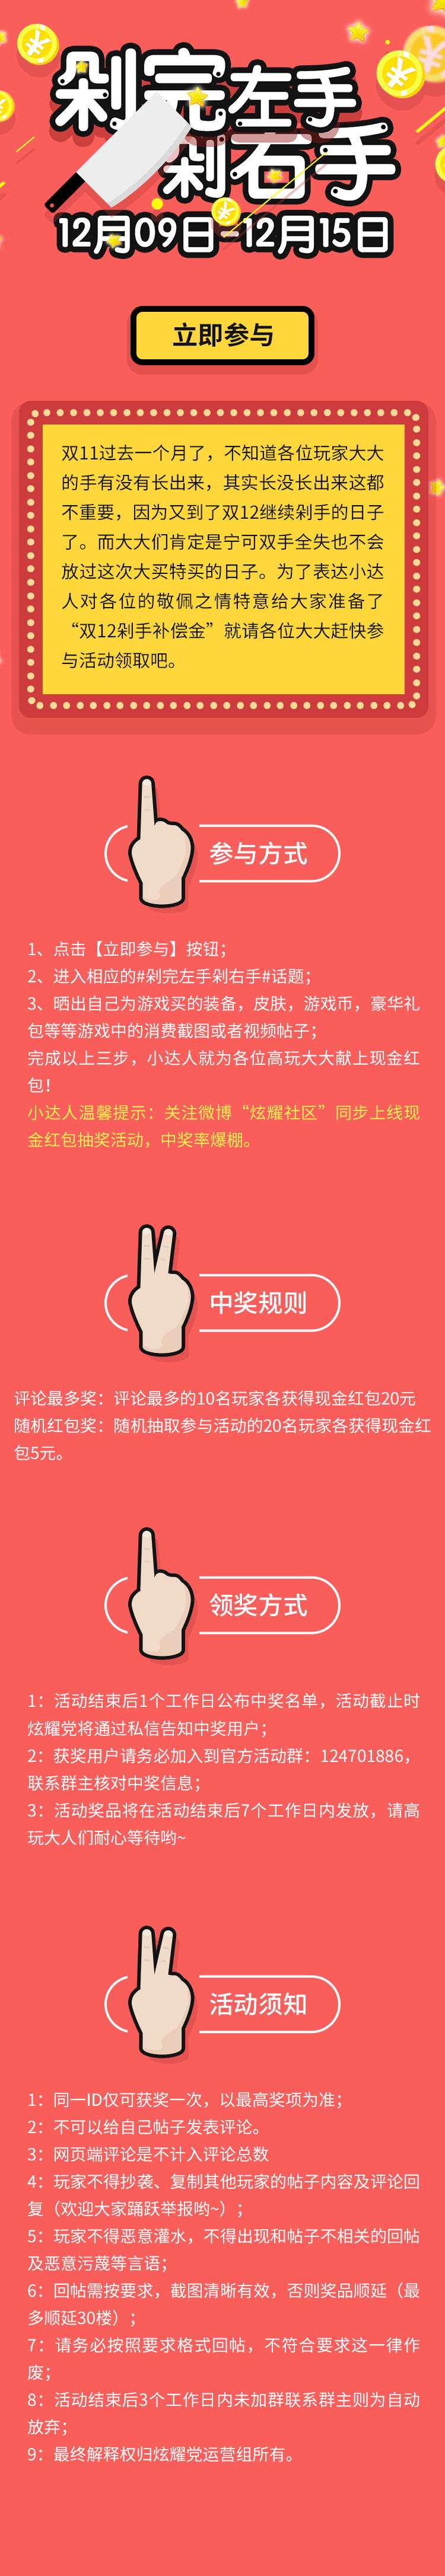 剁完左手
剁右手
12月09日-12月15日
立即参与
双11过去一个月了，不知道各位玩家大大
的手有没有长出来，其实长没长出来这都
不重要，因为又到了双12继续剁手的日子
了。而大大们肯定是宁可双手全失也不会
放过这次大买特买的日子。为了表达小达
人对各位的敬佩之情特意给大家准备了
“双12剁手补偿金”就请各位大大赶快参
与活动领取吧。
参与方式
1、点击【立即参与】按钮；
2、进入相应的#剁完左手剁右手#话题；
3、晒出自己为游戏买的装备，皮肤，游戏币，豪华礼
包等等游戏中的消费截图或者视频帖子；
完成以上三步，小达人就为各位高玩大大献上现金红
包！
小达人温馨提示：关注微博“炫耀社区”同步上线现
金红包抽奖活动，中奖率爆棚。
中奖规则
评论最多奖：评论最多的10名玩家各获得现金红包20元
随机红包奖：随机抽取参与活动的20名玩家各获得现金红
包5元。
领奖方式
1：活动结束后1个工作日公布中奖名单，活动截止时
炫耀党将通过私信告知中奖用户；
2：获奖用户请务必加入到官方活动群：124701886，
联系群主核对中奖信息；
3：活动奖品将在活动结束后7个工作日内发放，请高
玩大人们耐心等待哟~
活动须知
1：同一ID仅可获奖一次，以最高奖项为准；
2：不可以给自己帖子发表评论。
3：网页端评论是不计入评论总数
4：玩家不得抄袭、复制其他玩家的帖子内容及评论回
复（欢迎大家踊跃举报哟~）；
5：玩家不得恶意灌水，不得出现和帖子不相关的回帖
及恶意污蔑等言语；
6：回帖需按要求，截图清晰有效，否则奖品顺延（最
多顺延30楼）；
7：请务必按照要求格式回帖，不符合要求这一律作
废；
8：活动结束后3个工作日内未加群联系群主则为自动
放弃；
9：最终解释权归炫耀党运营组所有。